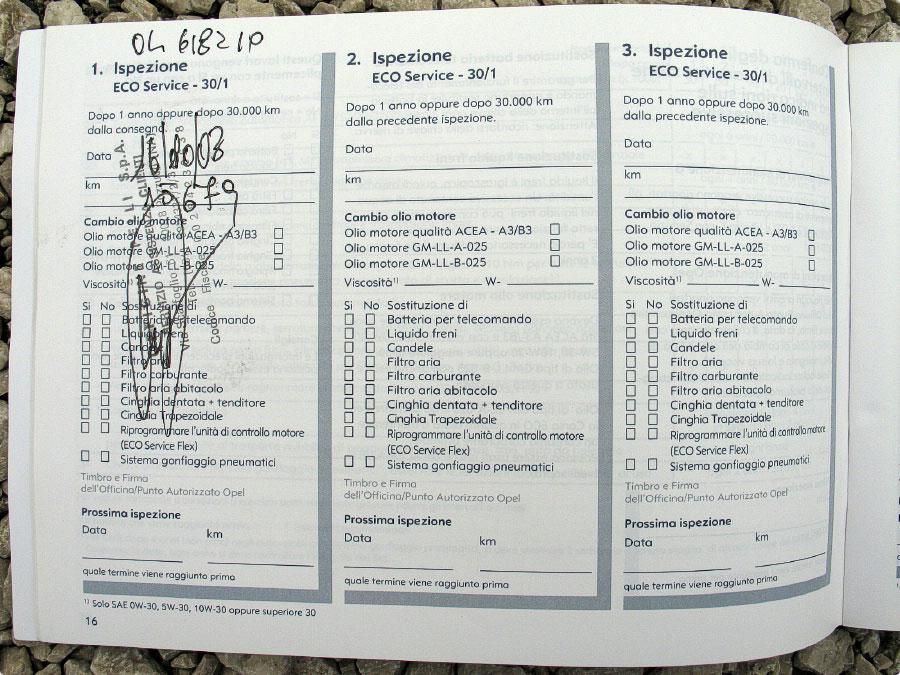 1. Ispezione
ECO Service - 30/1
Dopo 1 anno oppure dopo 30.000 km
dalla consegna.
Data
km
Cambio olio motore
Olio motore qualità ACEA - A3/B3
Olio motore GM-LL-A-025
Olio motore GM-LL-B-025
Viscosità¹⁾ W-
Si No Sostituzione di
Batteria per telecomando
Liquido freni
Candele
Filtro aria
Filtro carburante
Filtro aria abitacolo
Cinghia dentata + tenditore
Cinghia Trapezoidale
Riprogrammare l'unità di controllo motore
(ECO Service Flex)
Sistema gonfiaggio pneumatici
Timbro e Firma
dell'Officina/Punto Autorizzato Opel
Prossima ispezione
Data km
quale termine viene raggiunto prima
¹⁾ Solo SAE 0W-30, 5W-30, 10W-30 oppure superiore 30
16
2. Ispezione
ECO Service - 30/1
Dopo 1 anno oppure dopo 30.000 km
dalla precedente ispezione.
Data
km
Cambio olio motore
Olio motore qualità ACEA - A3/B3
Olio motore GM-LL-A-025
Olio motore GM-LL-B-025
Viscosità¹⁾ W-
Si No Sostituzione di
Batteria per telecomando
Liquido freni
Candele
Filtro aria
Filtro carburante
Filtro aria abitacolo
Cinghia dentata + tenditore
Cinghia Trapezoidale
Riprogrammare l'unità di controllo motore
(ECO Service Flex)
Sistema gonfiaggio pneumatici
Timbro e Firma
dell'Officina/Punto Autorizzato Opel
Prossima ispezione
Data km
quale termine viene raggiunto prima
3. Ispezione
ECO Service - 30/1
Dopo 1 anno oppure dopo 30.000 km
dalla precedente ispezione.
Data
km
Cambio olio motore
Olio motore qualità ACEA - A3/B3
Olio motore GM-LL-A-025
Olio motore GM-LL-B-025
Viscosità¹⁾ W-
Si No Sostituzione di
Batteria per telecomando
Liquido freni
Candele
Filtro aria
Filtro carburante
Filtro aria abitacolo
Cinghia dentata + tenditore
Cinghia Trapezoidale
Riprogrammare l'unità di controllo motore
(ECO Service Flex)
Sistema gonfiaggio pneumatici
Timbro e Firma
dell'Officina/Punto Autorizzato Opel
Prossima ispezione
Data km
quale termine viene raggiunto prima